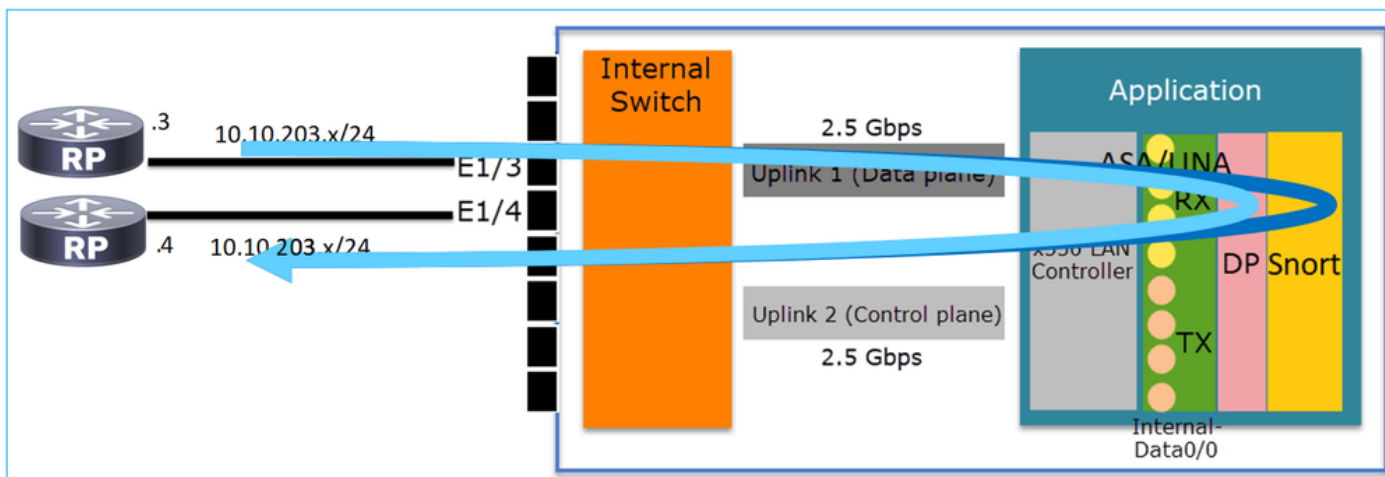 .3
10.10.203.x/24
RP
E1/3
E1/4
RP
.4
10.10.203.x/24
Internal
Switch
2.5 Gbps
Uplink 1 (Data plane)
Uplink 2 (Control plane)
2.5 Gbps
Application
ASA/LINA
RX
LAN
Controller
DP
Snort
TX
Internal-
Data0/0